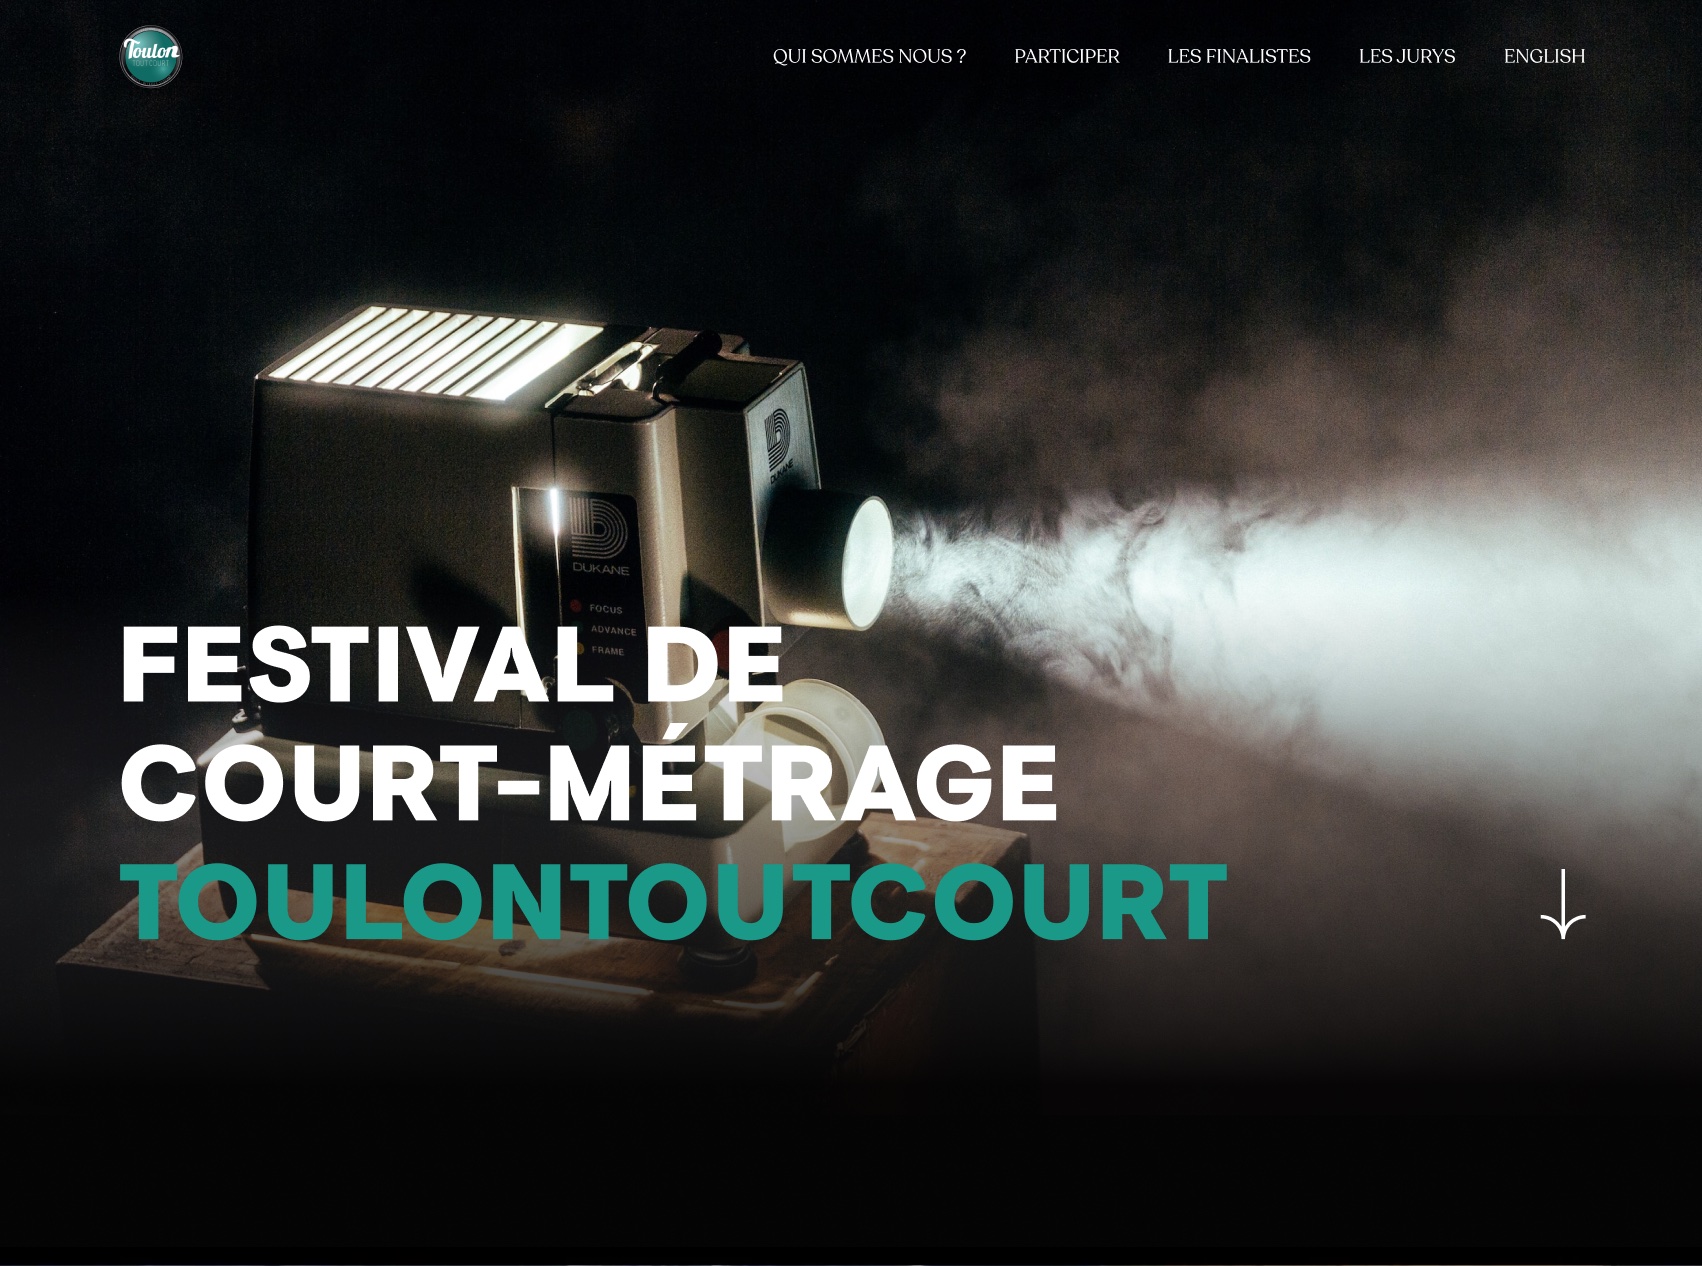 Toulon
TOUTCOURT
QUI SOMMES NOUS ?
PARTICIPER
LES FINALISTES
LES JURYS
ENGLISH
DUKANE
DUKANE
FOCUS
ADVANCE
FRAME
FESTIVAL DE
COURT-MÉTRAGE
TOULONTOUTCOURT